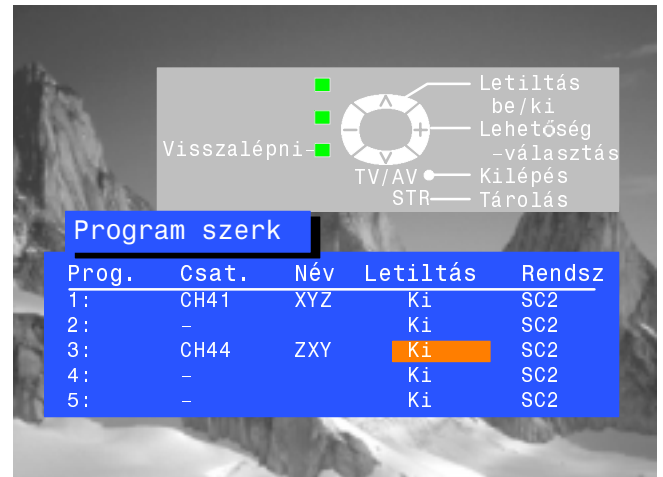 Letiltás
be/ki
Lehetőség
Visszalépni
–választás
TV/AV Kilépés
STR Tárolás
Program szerk
Prog. Csat. Név Letiltás Rendsz
1: CH41 XYZ Ki SC2
2: – Ki SC2
3: CH44 ZXY Ki SC2
4: – Ki SC2
5: – Ki SC2